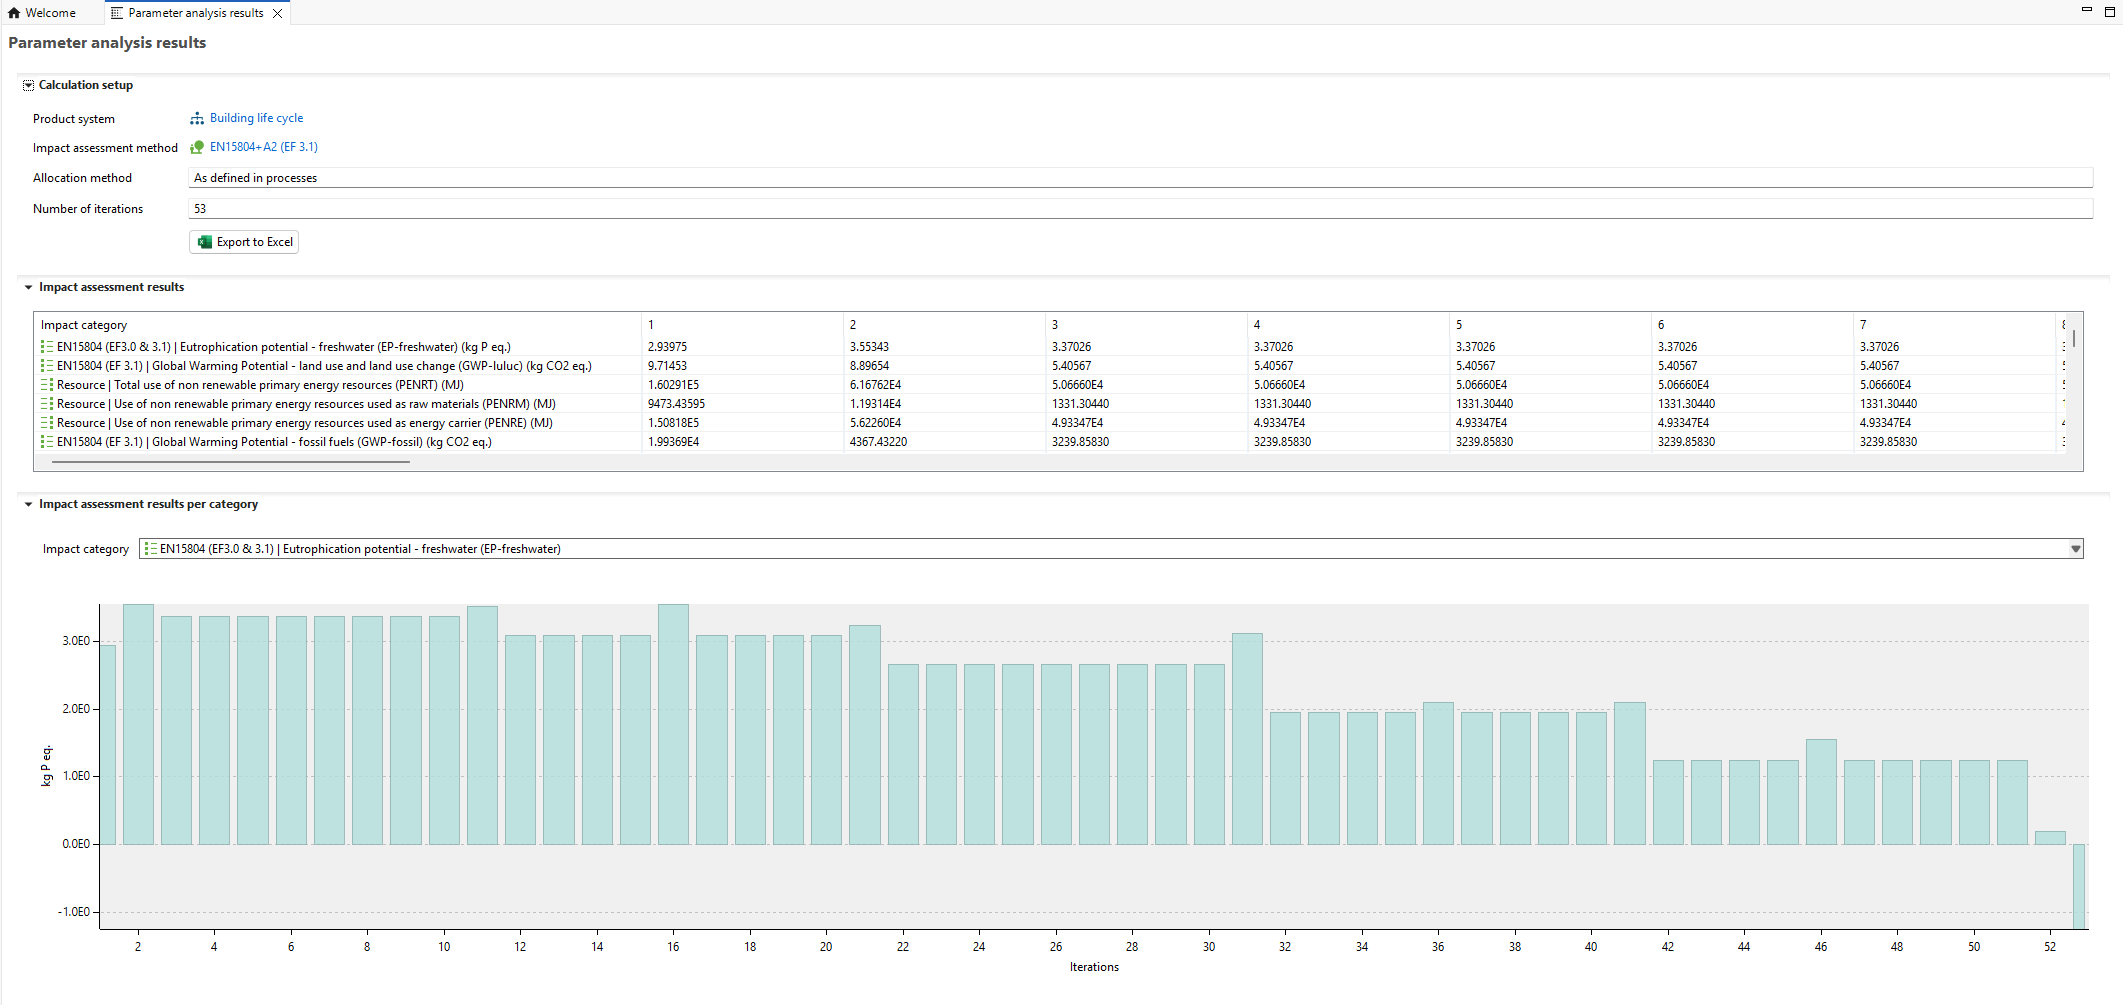 Welcome
Parameter analysis results
Parameter analysis results
Calculation setup
Product system Building life cycle
Impact assessment method EN15804+A2 (EF 3.1)
Allocation method As defined in processes
Number of iterations 53
Export to Excel
Impact assessment results
Impact category 1 2 3 4 5 6 7
EN15804 (EF3.0 & 3.1) | Eutrophication potential - freshwater (EP-freshwater) (kg P eq.) 2.93975 3.55343 3.37026 3.37026 3.37026 3.37026 3.37026
EN15804 (EF 3.1) | Global Warming Potential - land use and land use change (GWP-luluc) (kg CO2 eq.) 9.71453 8.89654 5.40567 5.40567 5.40567 5.40567 5.40567
Resource | Total use of non renewable primary energy resources (PENRT) (MJ) 1.60291E5 6.16762E4 5.06660E4 5.06660E4 5.06660E4 5.06660E4 5.06660E4
Resource | Use of non renewable primary energy resources used as raw materials (PENRM) (MJ) 9473.43595 1.19314E4 1331.30440 1331.30440 1331.30440 1331.30440 1331.30440
Resource | Use of non renewable primary energy resources used as energy carrier (PENRE) (MJ) 1.50818E5 5.62260E4 4.93347E4 4.93347E4 4.93347E4 4.93347E4 4.93347E4
EN15804 (EF 3.1) | Global Warming Potential - fossil fuels (GWP-fossil) (kg CO2 eq.) 1.99369E4 4367.43220 3239.85830 3239.85830 3239.85830 3239.85830 3239.85830
Impact assessment results per category
Impact category EN15804 (EF3.0 & 3.1) | Eutrophication potential - freshwater (EP-freshwater)
3.0E0
2.0E0
1.0E0
0.0E0
-1.0E0
kg P eq.
2 4 6 8 10 12 14 16 18 20 22 24 26 28 30 32 34 36 38 40 42 44 46 48 50 52
Iterations